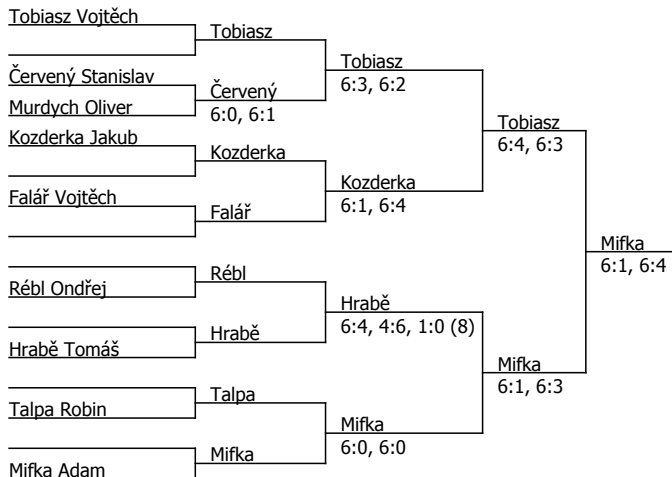 Tobiasz Vojtěch
Červený Stanislav
Murdych Oliver
Kozderka Jakub
Falář Vojtěch
Rébl Ondřej
Hrabě Tomáš
Talpa Robin
Mifka Adam
Tobiasz
Červený
6:0, 6:1
Kozderka
Falář
Rébl
Hrabě
Talpa
Mifka
Tobiasz
6:3, 6:2
Kozderka
6:1, 6:4
Hrabě
6:4, 4:6, 1:0 (8)
Mifka
6:0, 6:0
Tobiasz
6:4, 6:3
Mifka
6:1, 6:3
Mifka
6:1, 6:4